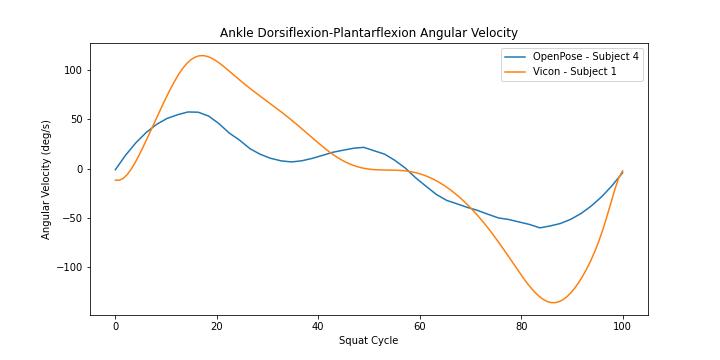 Ankle Dorsiflexion-Plantarflexion Angular Velocity
OpenPose - Subject 4
Vicon - Subject 1
Angular Velocity (deg/s)
100
50
0
−50
−100
0 20 40 60 80 100
Squat Cycle